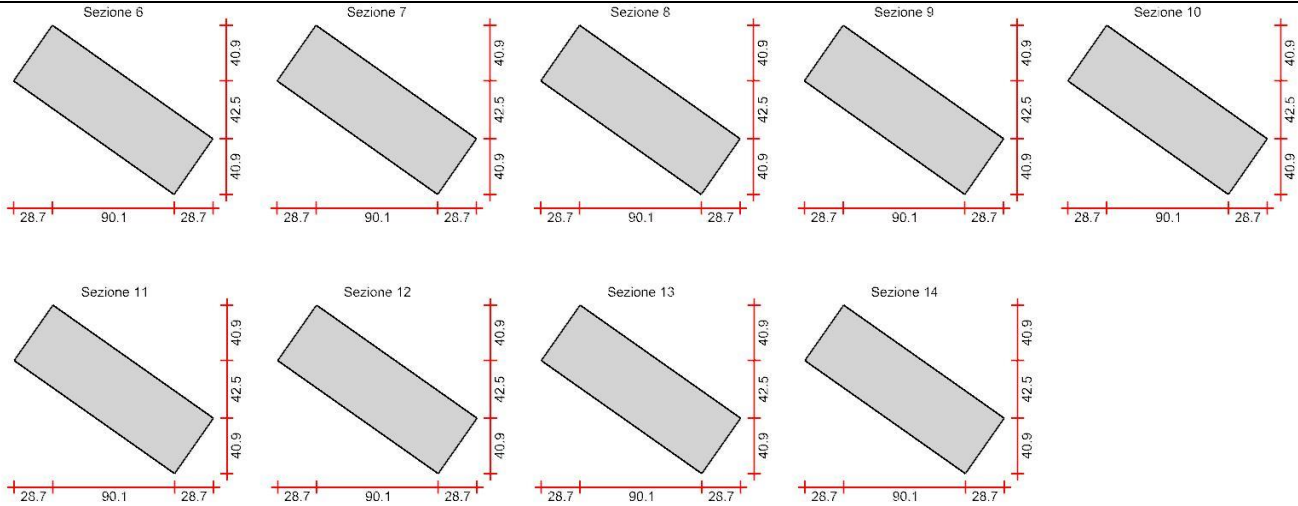 Sezione 6 Sezione 7 Sezione 8 Sezione 9 Sezione 10
40.9 40.9 40.9 40.9 40.9
42.5 42.5 42.5 42.5 42.5
40.9 40.9 40.9 40.9 40.9
28.7 90.1 28.7 28.7 90.1 28.7 28.7 90.1 28.7 28.7 90.1 28.7 28.7 90.1 28.7
Sezione 11 Sezione 12 Sezione 13 Sezione 14
40.9 40.9 40.9 40.9
42.5 42.5 42.5 42.5
40.9 40.9 40.9 40.9
28.7 90.1 28.7 28.7 90.1 28.7 28.7 90.1 28.7 28.7 90.1 28.7